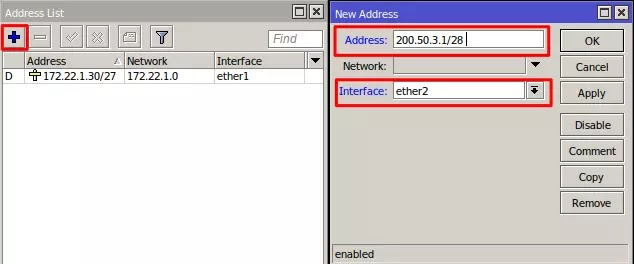 Address List
Find
Address Network Interface
D 172.22.1.30/27 172.22.1.0 ether1
New Address
Address: 200.50.3.1/28
Network:
Interface: ether2
OK
Cancel
Apply
Disable
Comment
Copy
Remove
enabled